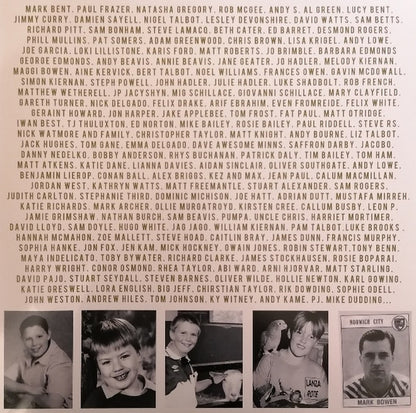 MARK BENT. PAUL FRAZER. NATASHA GREGORY. ROB MCGEE. ANDY S. AL GREEN. LUCY BENT.
JIMMY CURRY. DAMIEN SAYELL. NIGEL TALBOT. LESLEY DEVONSHIRE. DAVID WATTS. SAM BETTS.
RICHARD PITT. SAM BONHAM. STEVE LAMACQ. BETH CATER. ED BARRET. DESMOND ROGERS.
PHILL MULLINS. PAT SOMERS. ADAM GREENWOOD. CHRIS BROWN. LISA KRIGEL. ANDY LOWE.
JOE GARCIA. LOKI LILLISTONE. KARIS FORD. MATT ROBERTS. JO BRIMBLE. BARBARA EDMONDS
GEORGE EDMONDS. ANDY BEAVIS. ANNIE BEAVIS. JANE GEATER. JO HADLER. MELODY KIERNAN.
MAGGI BOWEN. AINE KERVICK. BERT TALBOT. NOEL WILLIAMS. FRANCES OWEN. GAVIN MCDOWALL.
SIMON KIERNAN. STEPH POWELL. JOHN HADLER. JULIE HADLER. LUKE SHADBOLT. ROB FRENCH.
MATTHEW WETHERELL. JP JACYSHYN. MIG SCHILLACE. GIOVANNI SCHILLACE. MARY CLAYFIELD.
GARETH TURNER. NICK DELGADO. FELIX DRAKE. ARIF EBRAHIM. EVAN FROMREIDE. FELIX WHITE.
GERAINT HOWARD. JON HARPER. JAKE APPLEBEE. TOM FROST. FAT PAUL. MATT OTRIDGE.
IWAN BEST. TJ THULBOX. ED NORTON. MIKE BAILEY. ROSIE BAILEY. PAUL RIDDELL. STEVE RS.
NICK WATMORE AND FAMILY. CHRISTOPHER TAYLOR. MATT KNIGHT. ANDY BOURNE. LIZ TALBOT.
JACK HUGHES. TOM GANE. EMMA DELGADO. DAVE AWESOME MINNS. SAFFRON DARBY. JACOBO.
DANNY NEDELKO. BOBBY ANDERSON. RHYS BUCHANAN. PATRICK DALY. TIM BAILEY. TOM HAM.
MATT ATKENS. KATIE DANE. LIANNA DAVIES. AIDAN SINCLAIR. OLIVER SOUTHGATE. ANDY LOWE.
BENJAMIN LIEROP. CONAN BALL. ALEX BRIGGS. KEZ AND MAX. JEAN PAUL. CALUM MACMILLAN.
JORDAN WEST. KATHRYN WATTS. MATT FREEMANTLE. STUART ALEXANDER. SAM ROGERS.
JUDITH CARLTON. STEPHANIE THIRD. DOMINIC MICHISON. JOE HATT. ADRIAN DUTT. MUSTAFA MIRREH.
KATIE RICHARDS. MARK ARCHER. OLLIE MURGATROYD. KIRSTEN CREE. CALLUM BUSBY. LEON P.
JAMIE GRIMSHAW. NATHAN BURCH. SAM BEAVIS. PUMPA. UNCLE CHRIS. HARRIET MORTIMER.
DAVID LLOYD. SAM DOYLE. HUGO WHITE. JAG JAGO. WILLIAM KIERNAN. PAM TALBOT. LUKE BROOKS.
HANNAH MCMAHON. ZOE MALLETT. STEVE HOAD. CAITLIN BRAY. JAMES DUNN. FRANCIS MURPHY.
SOPHIA HANKE. JON FOX. JEN KAM. MICK HOCKNEY. GWAIN JONES. ROBIN STEWART. TONY BENN.
MAYA INDELICATO. TOBY BYWATER. RICHARD CLARKE. JAMES STOCKHAUSEN. ROSIE BOPARAI.
HARRY WRIGHT. CONOR OSMOND. RHEA TAYLOR. ABI WARD. ARNI HJORVAR. MATT STARLING.
DAVID PAJO. STUART SEYDALL. STEVEN BARNES. OLIVER WILDE. HOLLIE NEWTON. KARL GOWING.
KATIE GRESWELL. LORA ENGLISH. BIG JEFF. CHIRSTIAN TAYLOR. RIK DOWDING. SOPHIE ODELL.
JOHN WESTON. ANDREW HILES. TOM JOHNSON. KY WITNEY. ANDY KAME. PJ. MIKE DUDDING...
NORWICH CITY
MARK BOWEN